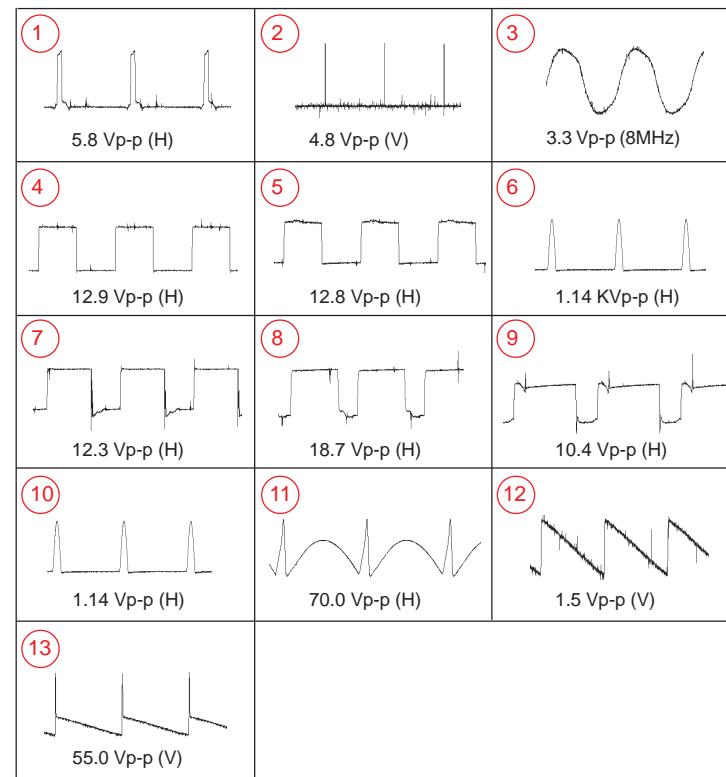 1
5.8 Vp-p (H)
2
4.8 Vp-p (V)
3
3.3 Vp-p (8MHz)
4
12.9 Vp-p (H)
5
12.8 Vp-p (H)
6
1.14 KVp-p (H)
7
12.3 Vp-p (H)
8
18.7 Vp-p (H)
9
10.4 Vp-p (H)
10
1.14 Vp-p (H)
11
70.0 Vp-p (H)
12
1.5 Vp-p (V)
13
55.0 Vp-p (V)